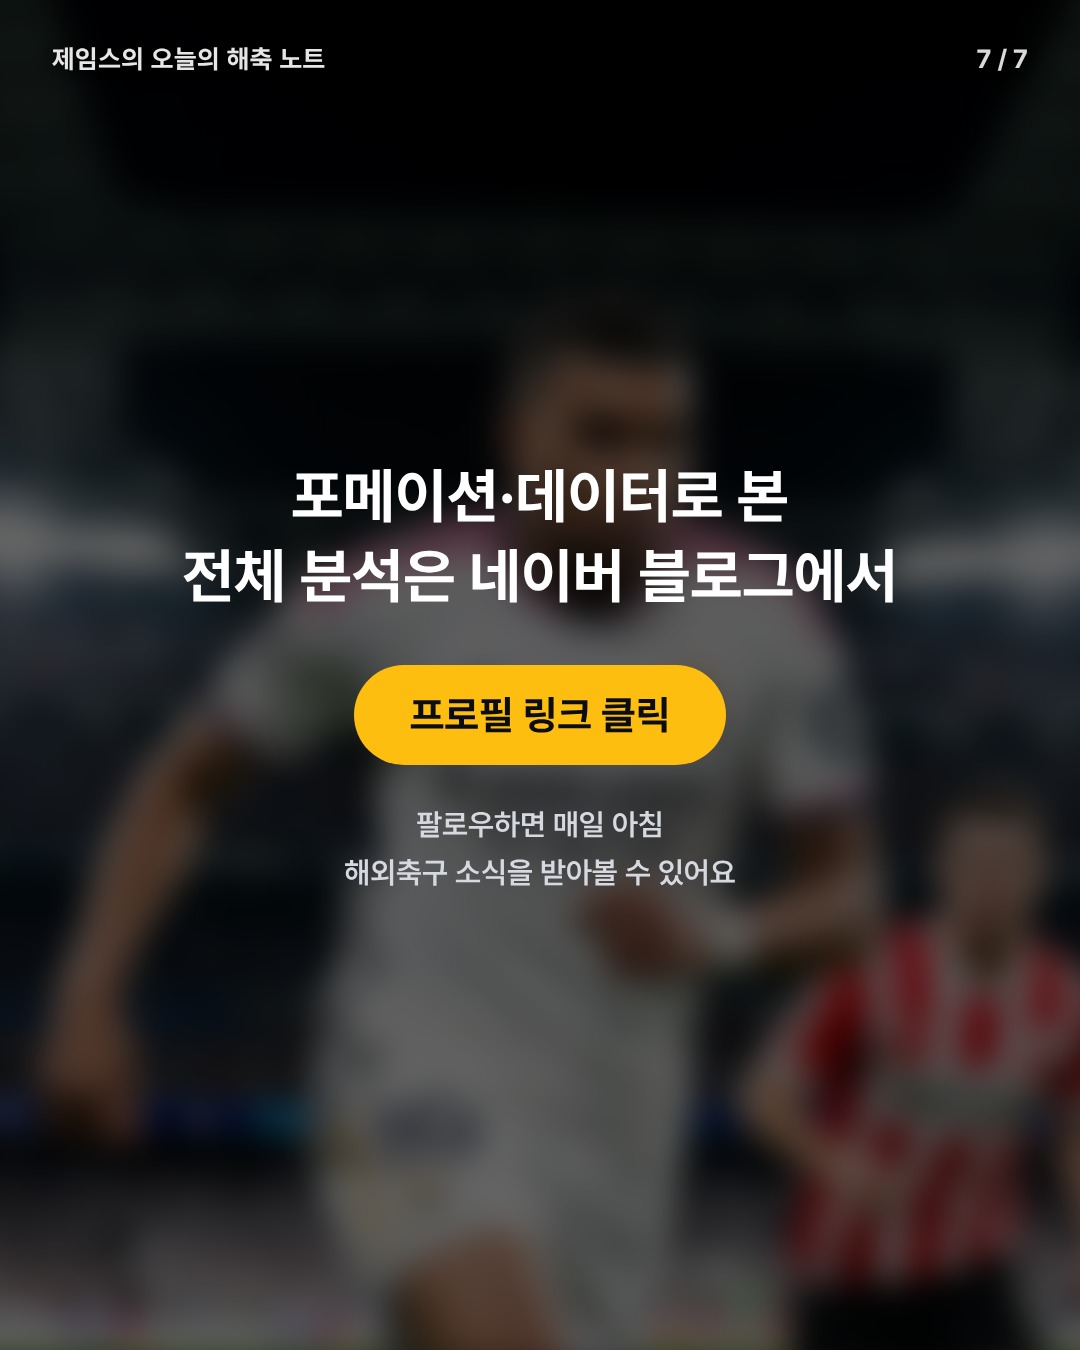 제임스의 오늘의 해축 노트
7 / 7
포메이션·데이터로 본
전체 분석은 네이버 블로그에서
프로필 링크 클릭
팔로우하면 매일 아침
해외축구 소식을 받아볼 수 있어요